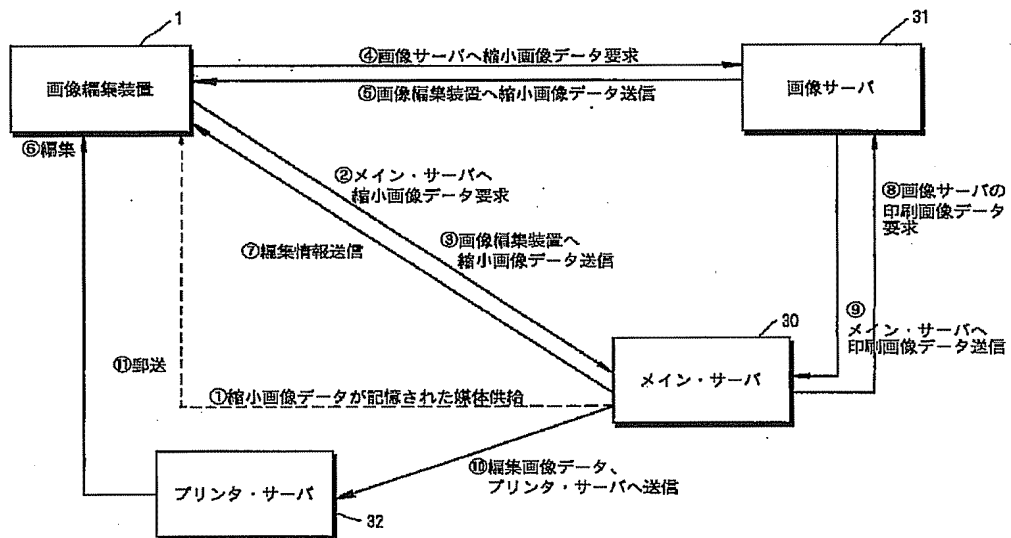 1
31
画像編集装置
④画像サーバへ縮小画像データ要求
⑤画像編集装置へ縮小画像データ送信
画像サーバ
⑥編集
②メイン・サーバへ
縮小画像データ要求
③画像編集装置へ
縮小画像データ送信
⑦編集情報送信
⑧画像サーバの
印刷画像データ
要求
⑨
メイン・サーバへ
印刷画像データ送信
30
メイン・サーバ
⑪郵送
①縮小画像データが記憶された媒体供給
⑩編集画像データ、
プリンタ・サーバへ送信
プリンタ・サーバ
32